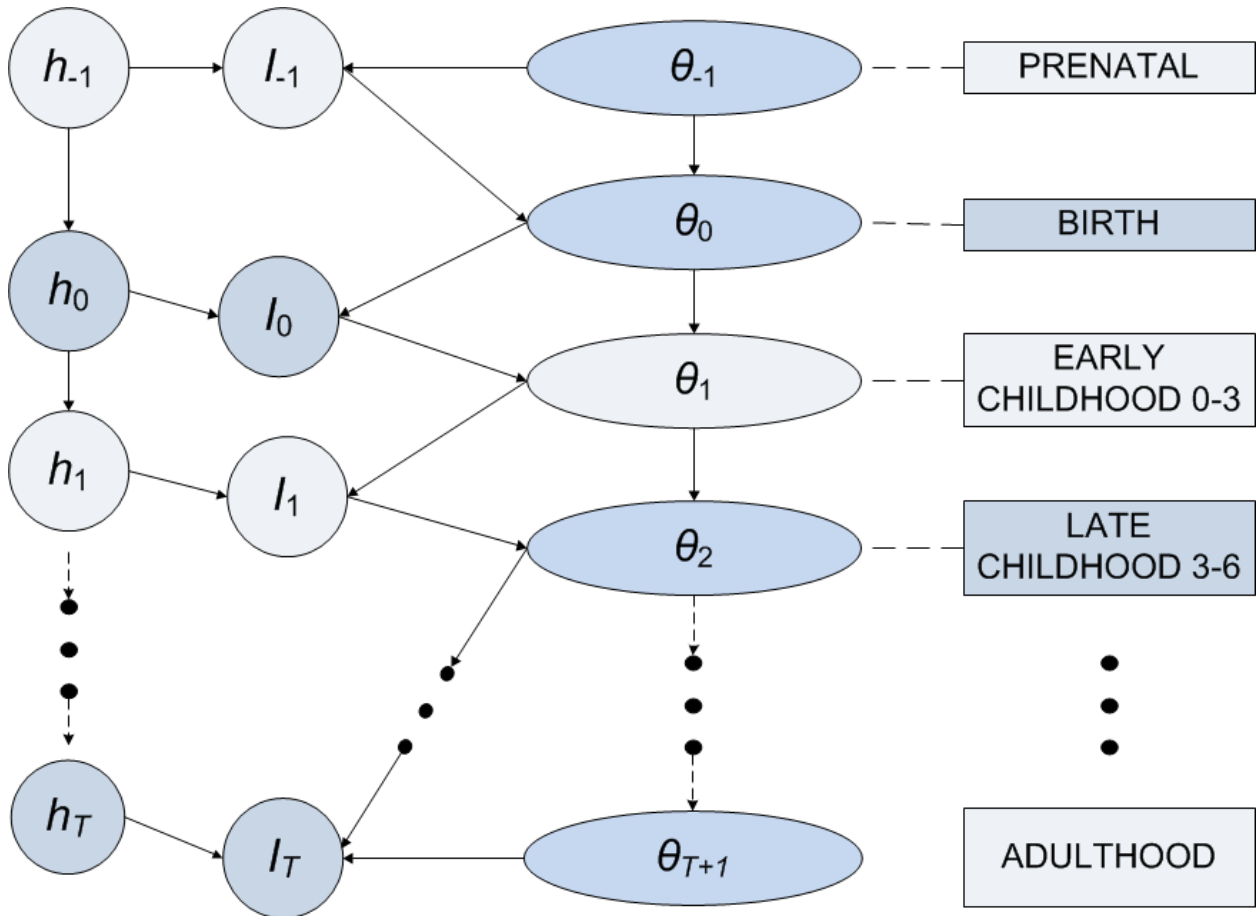 h-1
I-1
θ-1
PRENATAL
θ0
BIRTH
h0
I0
θ1
EARLY
CHILDHOOD 0-3
h1
I1
θ2
LATE
CHILDHOOD 3-6
hT
IT
θT+1
ADULTHOOD